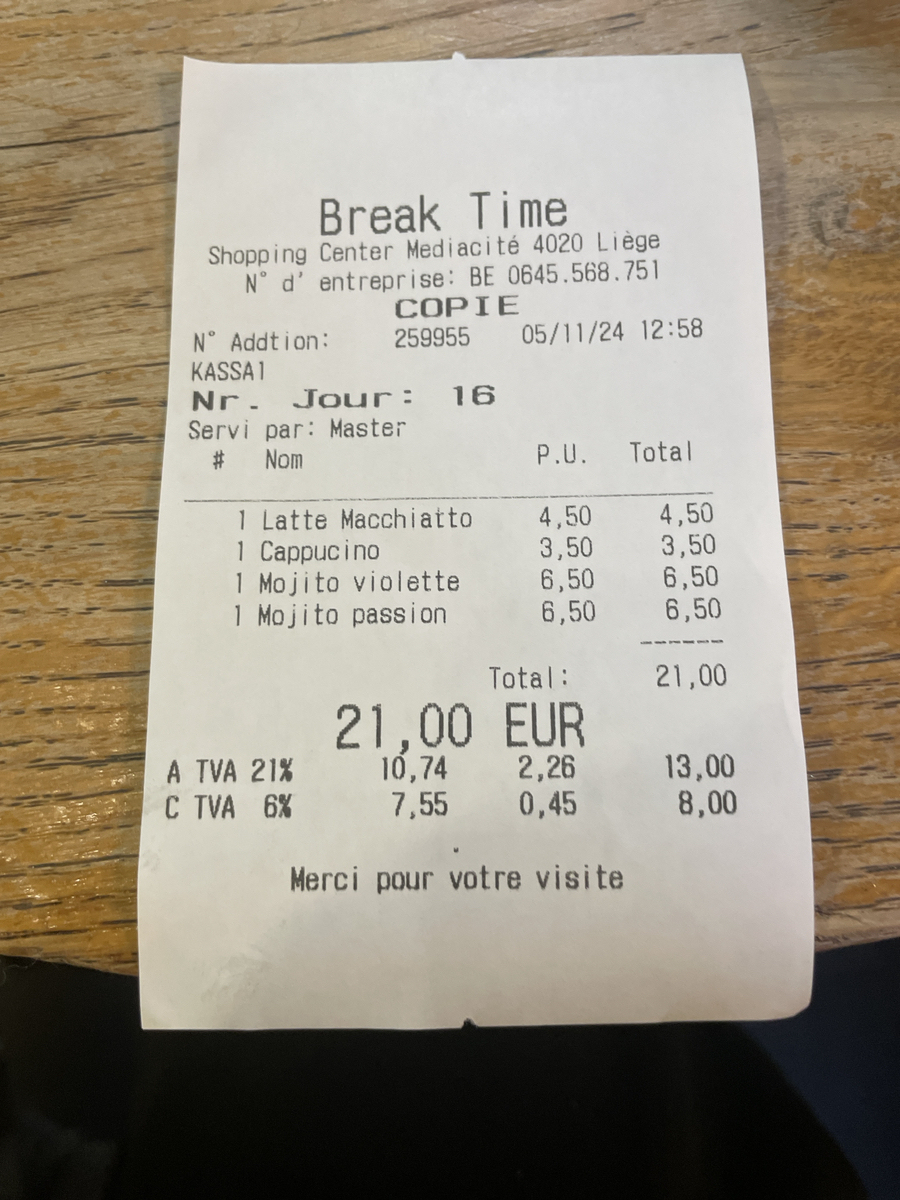 Break Time
Shopping Center Mediacité 4020 Liège
N° d' entreprise: BE 0645.568.751
COPIE
N° Addtion: 259955 05/11/24 12:58
KASSA1
Nr. Jour: 16
Servi par: Master
# Nom P.U. Total
1 Latte Macchiatto 4,50 4,50
1 Cappucino 3,50 3,50
1 Mojito violette 6,50 6,50
1 Mojito passion 6,50 6,50
------
Total: 21,00
21,00 EUR
A TVA 21% 10,74 2,26 13,00
C TVA 6% 7,55 0,45 8,00
.
Merci pour votre visite